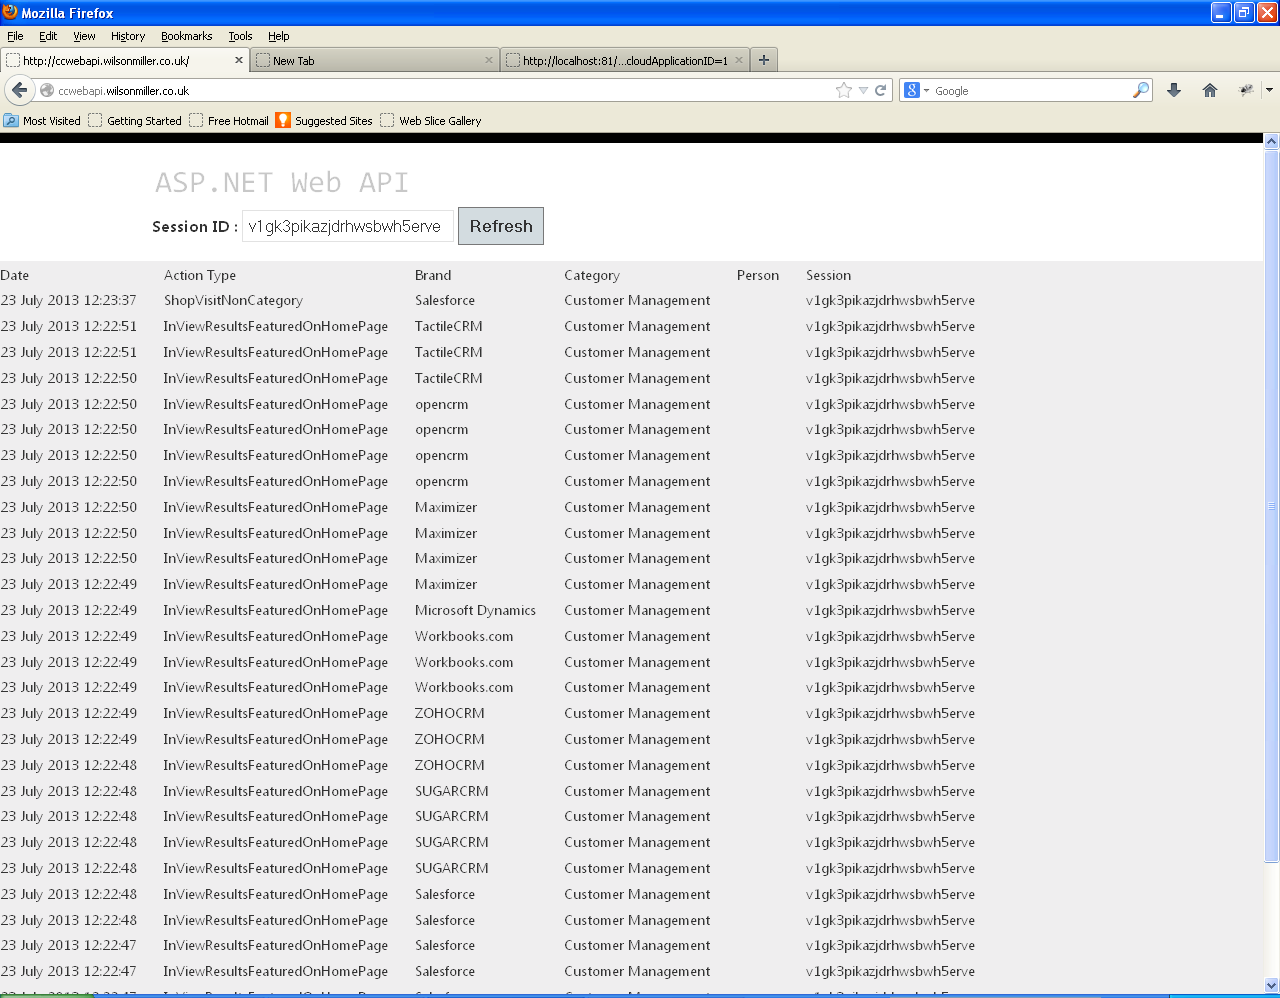 Mozilla Firefox
File Edit View History Bookmarks Tools Help
http://ccwebapi.wilsonmiller.co.uk/ New Tab http://localhost:81/...cloudApplicationID=1
ccwebapi.wilsonmiller.co.uk Google
Most Visited Getting Started Free Hotmail Suggested Sites Web Slice Gallery
ASP.NET Web API
Session ID : v1gk3pikazjdrhwsbwh5erve Refresh
Date Action Type Brand Category Person Session
23 July 2013 12:23:37 ShopVisitNonCategory Salesforce Customer Management v1gk3pikazjdrhwsbwh5erve
23 July 2013 12:22:51 InViewResultsFeaturedOnHomePage TactileCRM Customer Management v1gk3pikazjdrhwsbwh5erve
23 July 2013 12:22:51 InViewResultsFeaturedOnHomePage TactileCRM Customer Management v1gk3pikazjdrhwsbwh5erve
23 July 2013 12:22:50 InViewResultsFeaturedOnHomePage TactileCRM Customer Management v1gk3pikazjdrhwsbwh5erve
23 July 2013 12:22:50 InViewResultsFeaturedOnHomePage opencrm Customer Management v1gk3pikazjdrhwsbwh5erve
23 July 2013 12:22:50 InViewResultsFeaturedOnHomePage opencrm Customer Management v1gk3pikazjdrhwsbwh5erve
23 July 2013 12:22:50 InViewResultsFeaturedOnHomePage opencrm Customer Management v1gk3pikazjdrhwsbwh5erve
23 July 2013 12:22:50 InViewResultsFeaturedOnHomePage opencrm Customer Management v1gk3pikazjdrhwsbwh5erve
23 July 2013 12:22:50 InViewResultsFeaturedOnHomePage Maximizer Customer Management v1gk3pikazjdrhwsbwh5erve
23 July 2013 12:22:50 InViewResultsFeaturedOnHomePage Maximizer Customer Management v1gk3pikazjdrhwsbwh5erve
23 July 2013 12:22:50 InViewResultsFeaturedOnHomePage Maximizer Customer Management v1gk3pikazjdrhwsbwh5erve
23 July 2013 12:22:49 InViewResultsFeaturedOnHomePage Maximizer Customer Management v1gk3pikazjdrhwsbwh5erve
23 July 2013 12:22:49 InViewResultsFeaturedOnHomePage Microsoft Dynamics Customer Management v1gk3pikazjdrhwsbwh5erve
23 July 2013 12:22:49 InViewResultsFeaturedOnHomePage Workbooks.com Customer Management v1gk3pikazjdrhwsbwh5erve
23 July 2013 12:22:49 InViewResultsFeaturedOnHomePage Workbooks.com Customer Management v1gk3pikazjdrhwsbwh5erve
23 July 2013 12:22:49 InViewResultsFeaturedOnHomePage Workbooks.com Customer Management v1gk3pikazjdrhwsbwh5erve
23 July 2013 12:22:49 InViewResultsFeaturedOnHomePage ZOHOCRM Customer Management v1gk3pikazjdrhwsbwh5erve
23 July 2013 12:22:49 InViewResultsFeaturedOnHomePage ZOHOCRM Customer Management v1gk3pikazjdrhwsbwh5erve
23 July 2013 12:22:48 InViewResultsFeaturedOnHomePage ZOHOCRM Customer Management v1gk3pikazjdrhwsbwh5erve
23 July 2013 12:22:48 InViewResultsFeaturedOnHomePage SUGARCRM Customer Management v1gk3pikazjdrhwsbwh5erve
23 July 2013 12:22:48 InViewResultsFeaturedOnHomePage SUGARCRM Customer Management v1gk3pikazjdrhwsbwh5erve
23 July 2013 12:22:48 InViewResultsFeaturedOnHomePage SUGARCRM Customer Management v1gk3pikazjdrhwsbwh5erve
23 July 2013 12:22:48 InViewResultsFeaturedOnHomePage SUGARCRM Customer Management v1gk3pikazjdrhwsbwh5erve
23 July 2013 12:22:48 InViewResultsFeaturedOnHomePage Salesforce Customer Management v1gk3pikazjdrhwsbwh5erve
23 July 2013 12:22:48 InViewResultsFeaturedOnHomePage Salesforce Customer Management v1gk3pikazjdrhwsbwh5erve
23 July 2013 12:22:47 InViewResultsFeaturedOnHomePage Salesforce Customer Management v1gk3pikazjdrhwsbwh5erve
23 July 2013 12:22:47 InViewResultsFeaturedOnHomePage Salesforce Customer Management v1gk3pikazjdrhwsbwh5erve